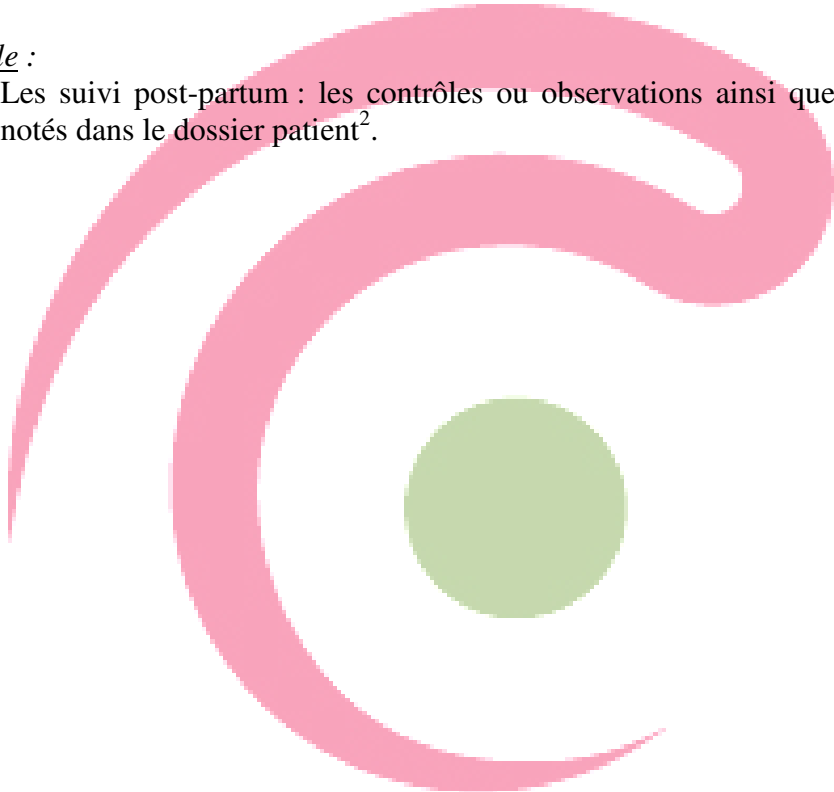 le :
Les suivi post-partum : les contrôles ou observations ainsi que
notés dans le dossier patient².